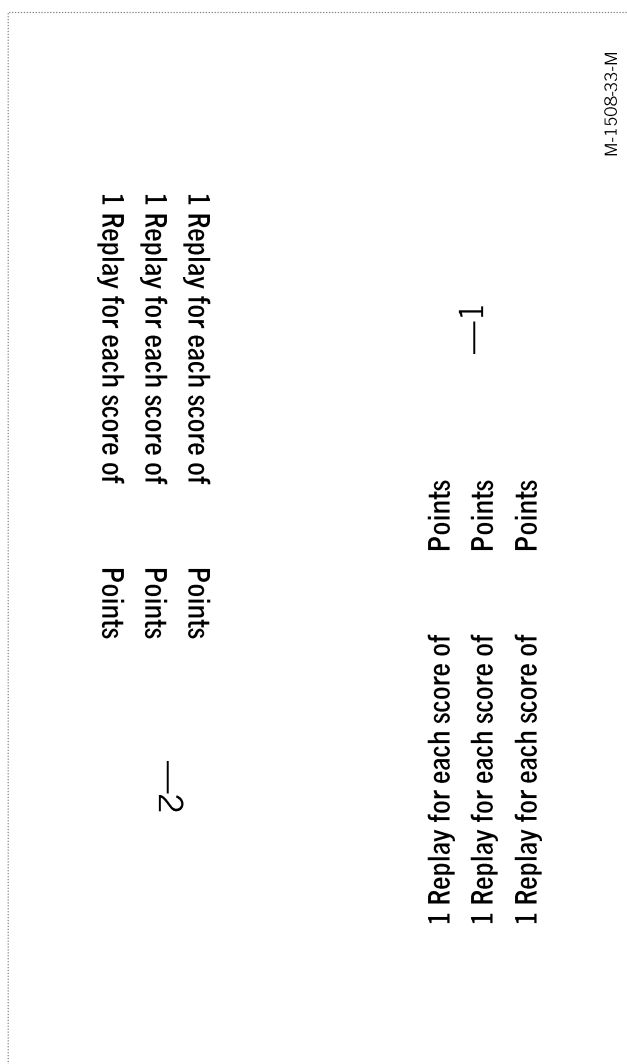 M-1508-33-M
1 Replay for each score of Points
1 Replay for each score of Points
1 Replay for each score of Points
—1
1 Replay for each score of Points
1 Replay for each score of Points
1 Replay for each score of Points
—2